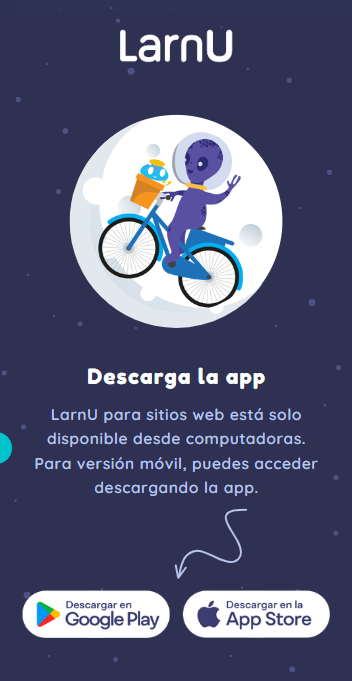 LarnU
Descarga la app
LarnU para sitios web está solo
disponible desde computadoras.
Para versión móvil, puedes acceder
descargando la app.
Descargar en
Google Play
Descargar en la
App Store